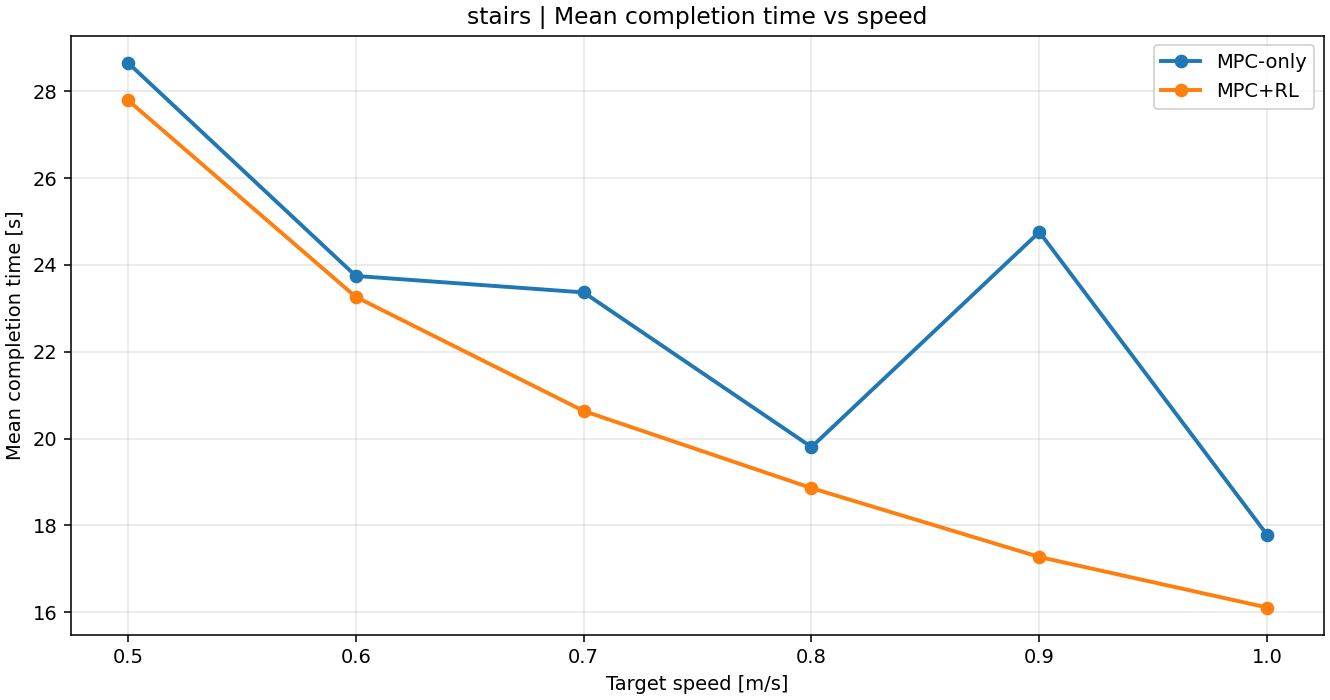 stairs | Mean completion time vs speed
MPC-only
MPC+RL
Mean completion time [s]
28
26
24
22
20
18
16
0.5 0.6 0.7 0.8 0.9 1.0
Target speed [m/s]